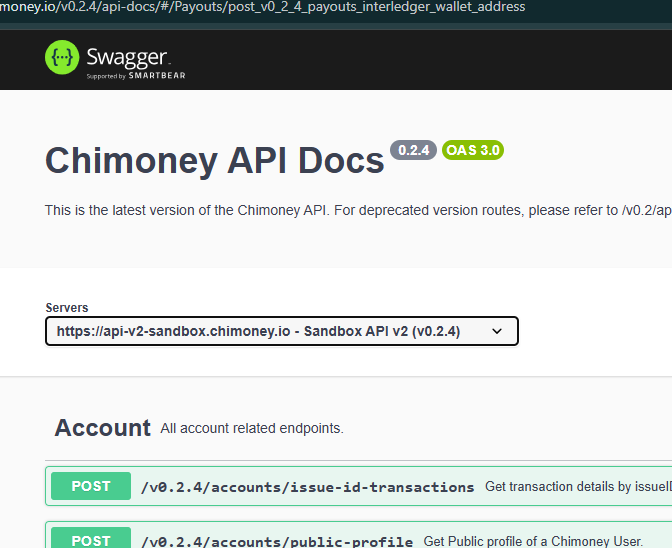 money.io/v0.2.4/api-docs/#/Payouts/post_v0_2_4_payouts_interledger_wallet_address
{...} Swagger
Supported by SMARTBEAR
Chimoney API Docs 0.2.4 OAS 3.0
This is the latest version of the Chimoney API. For deprecated version routes, please refer to /v0.2/ap
Servers
https://api-v2-sandbox.chimoney.io - Sandbox API v2 (v0.2.4)
Account All account related endpoints.
POST /v0.2.4/accounts/issue-id-transactions Get transaction details by issueI
POST /v0.2.4/accounts/public-profile Get Public profile of a Chimoney User.